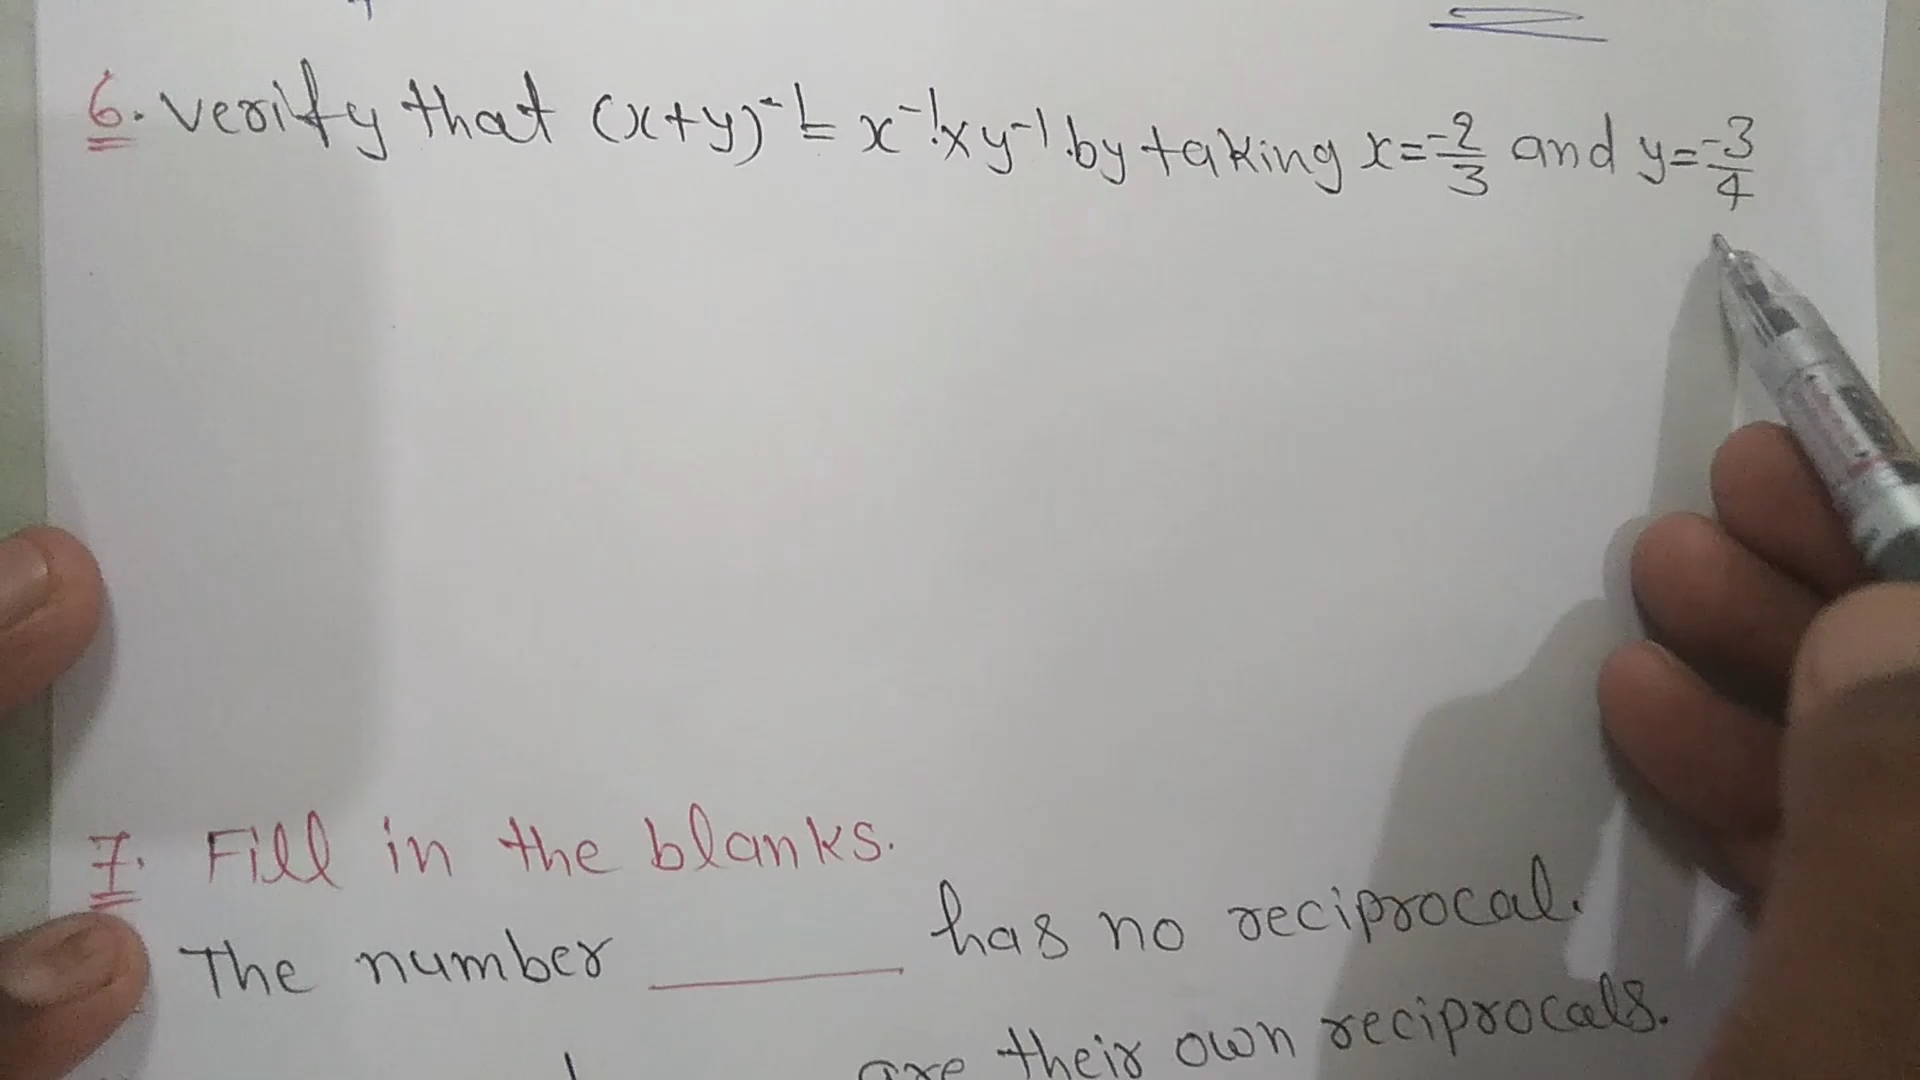 6. Verify that (x+y)⁻¹ = x⁻¹ × y⁻¹ . by taking x = -2/3 and y = -3/4
7. Fill in the blanks.
The number ______ has no reciprocal.
are their own reciprocals.